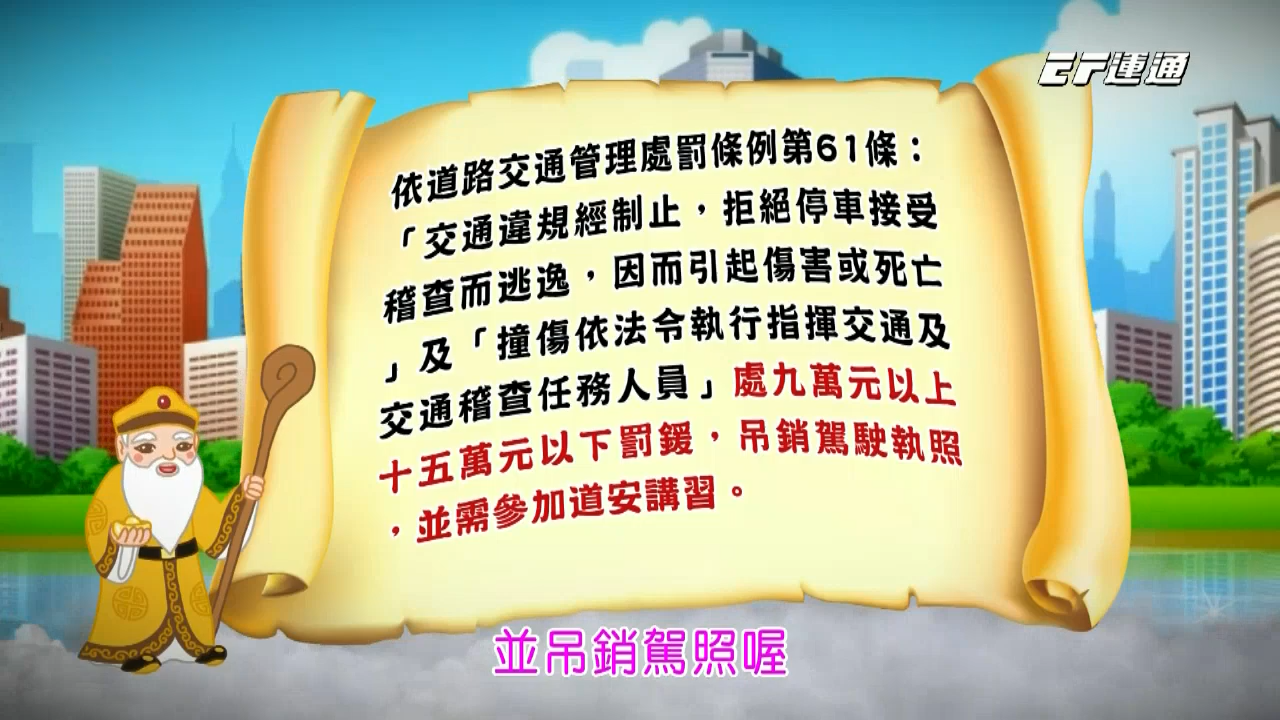 EF運通
依道路交通管理處罰條例第61條：
「交通違規經制止，拒絕停車接受
稽查而逃逸，因而引起傷害或死亡
」及「撞傷依法令執行指揮交通及
交通稽查任務人員」處九萬元以上
十五萬元以下罰鍰，吊銷駕駛執照
，並需參加道安講習。
並吊銷駕照喔